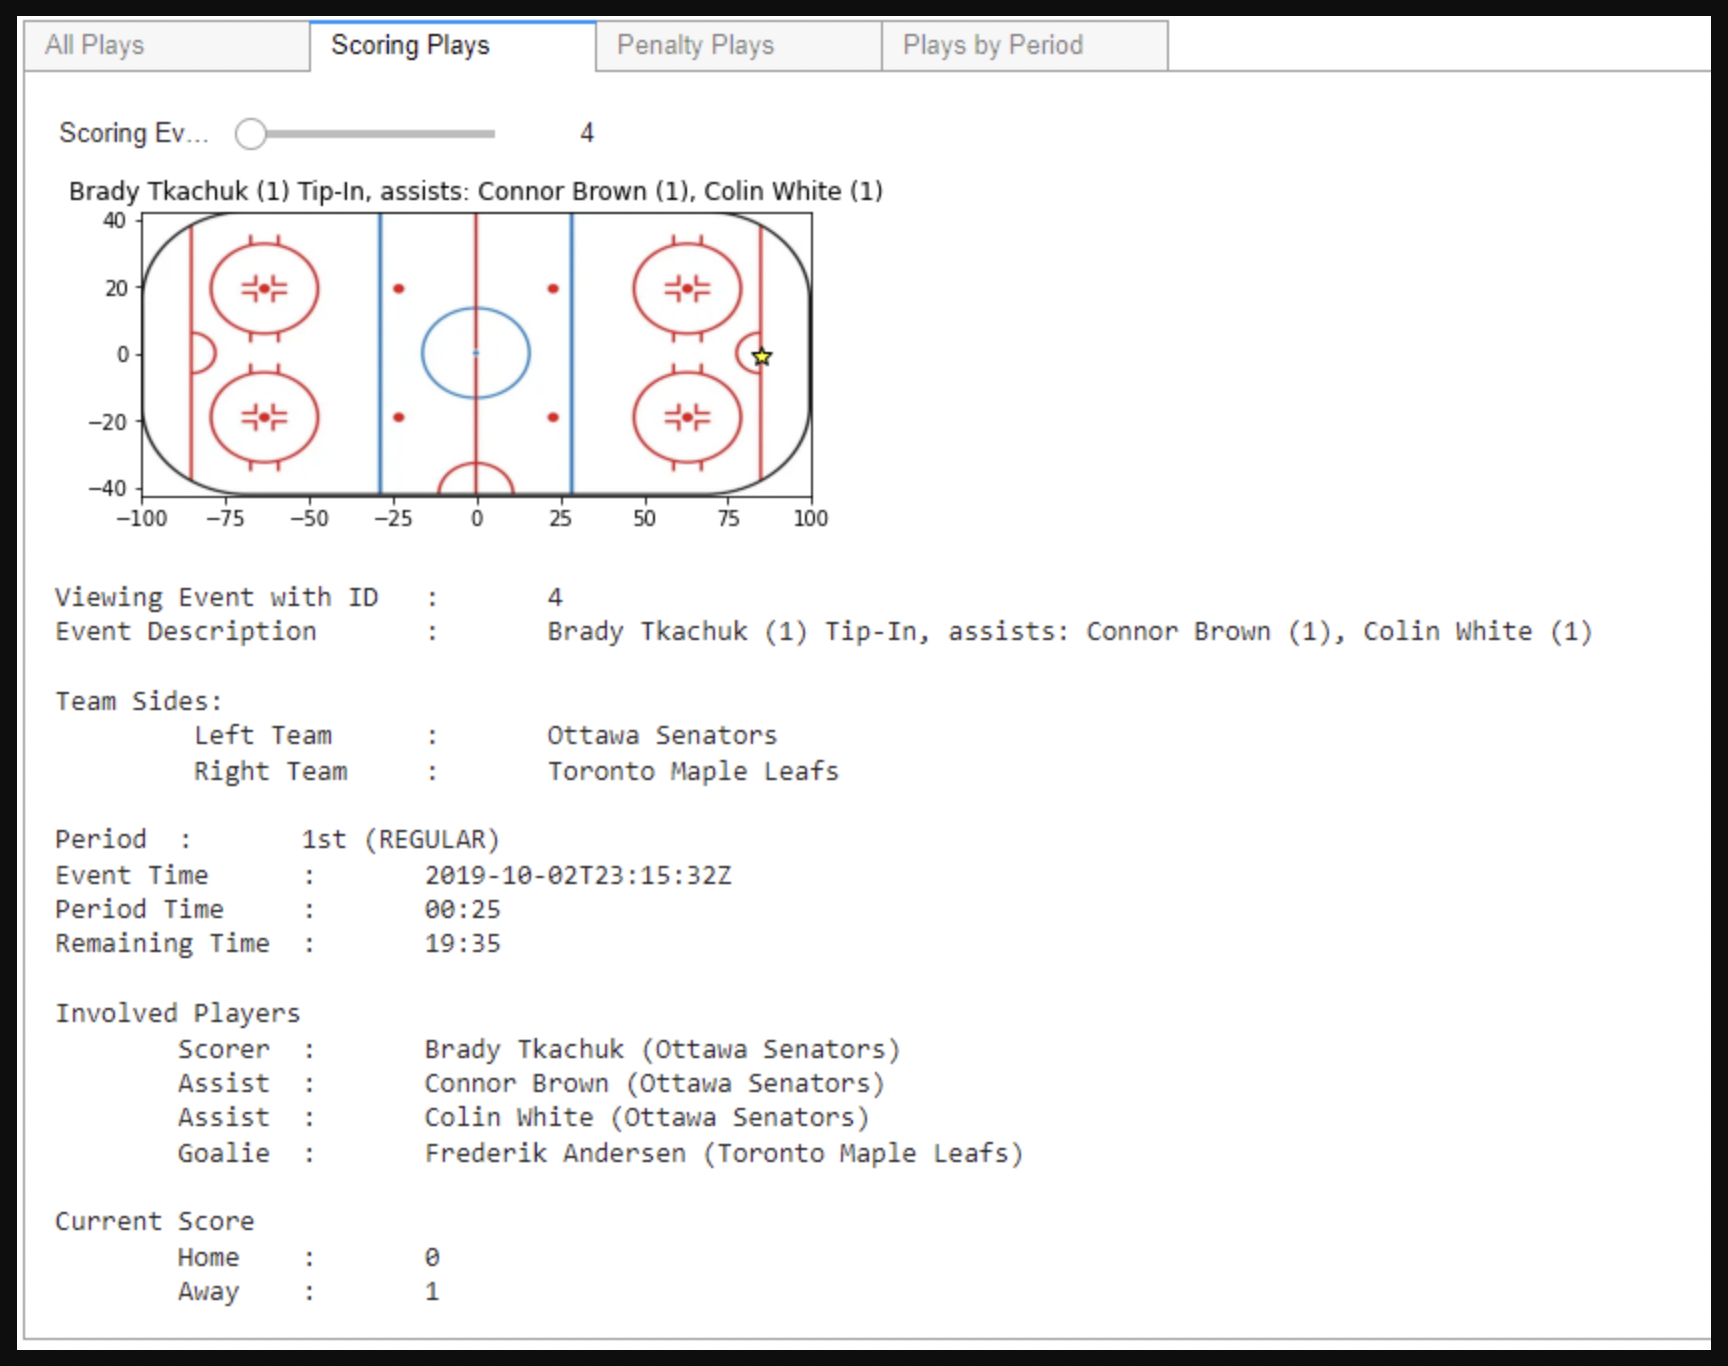 All Plays Scoring Plays Penalty Plays Plays by Period
Scoring Ev... 4
Brady Tkachuk (1) Tip-In, assists: Connor Brown (1), Colin White (1)
40
20
0
−20
−40
−100 −75 −50 −25 0 25 50 75 100
Viewing Event with ID : 4
Event Description : Brady Tkachuk (1) Tip-In, assists: Connor Brown (1), Colin White (1)
Team Sides:
Left Team : Ottawa Senators
Right Team : Toronto Maple Leafs
Period : 1st (REGULAR)
Event Time : 2019-10-02T23:15:32Z
Period Time : 00:25
Remaining Time : 19:35
Involved Players
Scorer : Brady Tkachuk (Ottawa Senators)
Assist : Connor Brown (Ottawa Senators)
Assist : Colin White (Ottawa Senators)
Goalie : Frederik Andersen (Toronto Maple Leafs)
Current Score
Home : 0
Away : 1